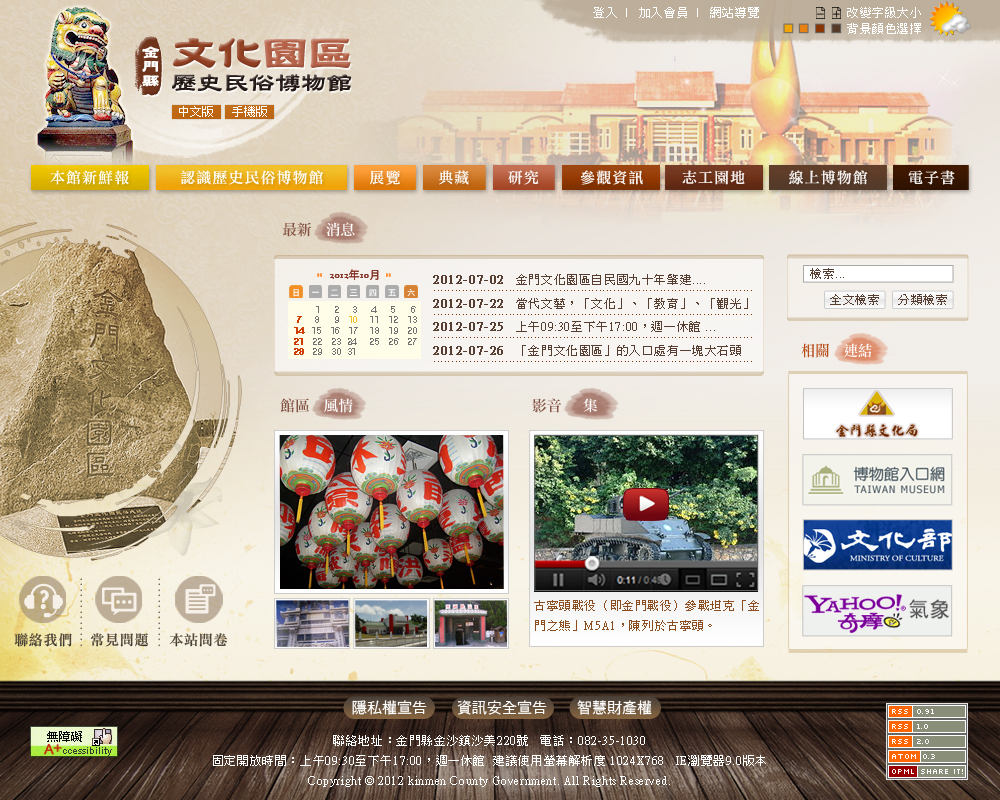 登入 | 加入會員 | 網站導覽
改變字級大小
背景顏色選擇
金門縣
文化園區
歷史民俗博物館
中文版 手機版
本館新鮮報 認識歷史民俗博物館 展覽 典藏 研究 參觀資訊 志工園地 線上博物館 電子書
金門文化園區
最新 消息
2012年10月
日 一 二 三 四 五 六
1 2 3 4 5 6
7 8 9 10 11 12 13
14 15 16 17 18 19 20
21 22 23 24 25 26 27
28 29 30 31
2012-07-02 金門文化園區自民國九十年肇建....
2012-07-22 當代文藝，「文化」、「教育」、「觀光」
2012-07-25 上午09:30至下午17:00，週一休館 ...
2012-07-26 「金門文化園區」的入口處有一塊大石頭
檢索...
全文檢索 分類檢索
相關 連結
金門縣文化局
博物館入口網
TAIWAN MUSEUM
文化部
MINISTRY OF CULTURE
YAHOO!
奇摩
氣象
館區 風情
影音 集
0:11 / 0:43
古寧頭戰役（即金門戰役）參戰坦克「金
門之熊」M5A1，陳列於古寧頭。
聯絡我們 常見問題 本站問卷
隱私權宣告 資訊安全宣告 智慧財產權
無障礙
A+ccessibility
聯絡地址：金門縣金沙鎮沙美220號 電話：082-35-1030
固定開放時間：上午09:30至下午17:00，週一休館 建議使用螢幕解析度 1024X768 IE瀏覽器9.0版本
Copyright © 2012 kinmen County Government. All Rights Reserved.
RSS 0.91
RSS 1.0
RSS 2.0
ATOM 0.3
OPML SHARE IT!